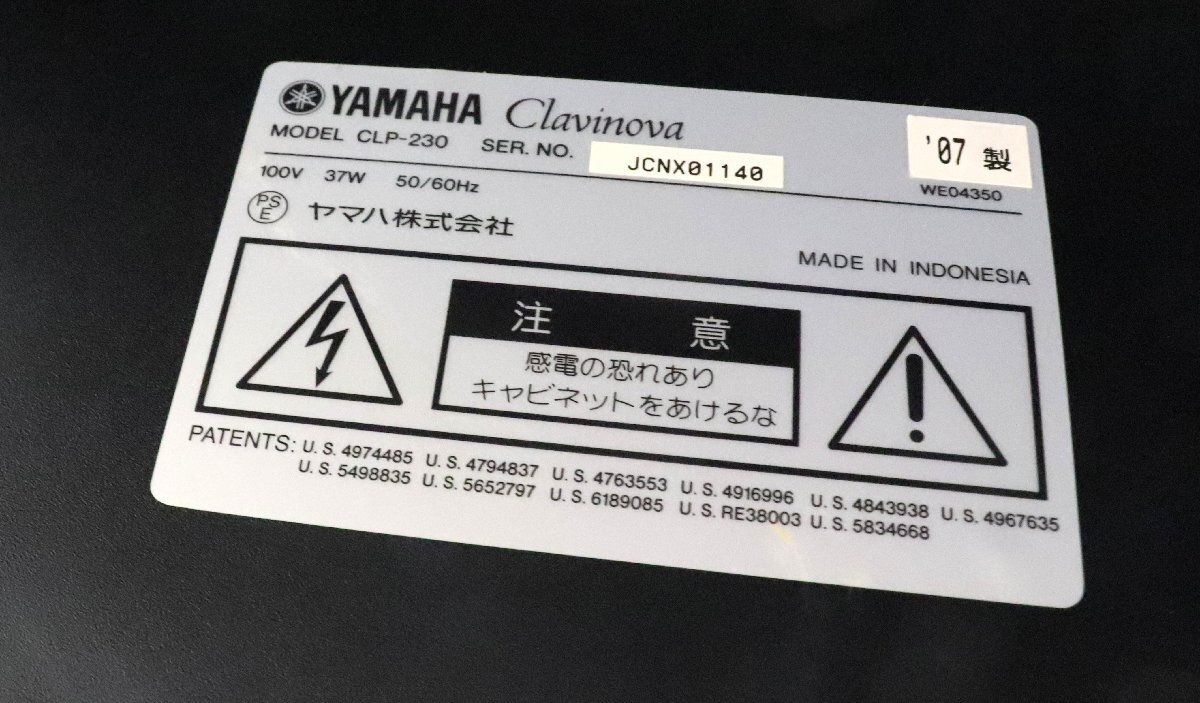 YAMAHA Clavinova
MODEL CLP-230 SER. NO. JCNX01140 '07 製
WE04350
100V 37W 50/60Hz
PSE ヤマハ株式会社
MADE IN INDONESIA
注 意
感電の恐れあり
キャビネットをあけるな
PATENTS: U. S. 4974485 U. S. 4794837 U. S. 4763553 U. S. 4916996 U. S. 4843938 U. S. 4967635
U. S. 5498835 U. S. 5652797 U. S. 6189085 U. S. RE38003 U. S. 5834668